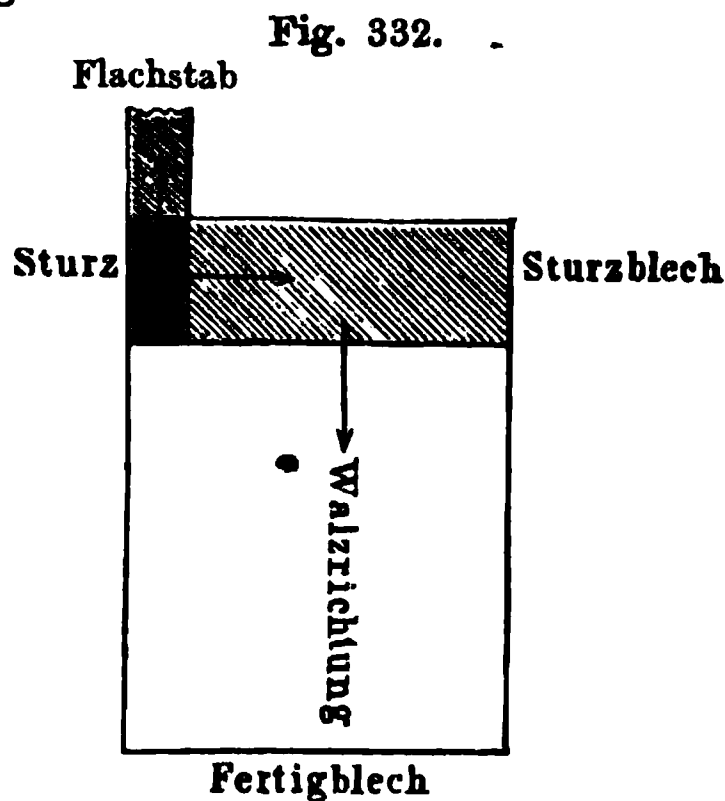 Fig. 332.
Flachstab
Sturz
Sturzblech
Walzrichtung
Fertigblech